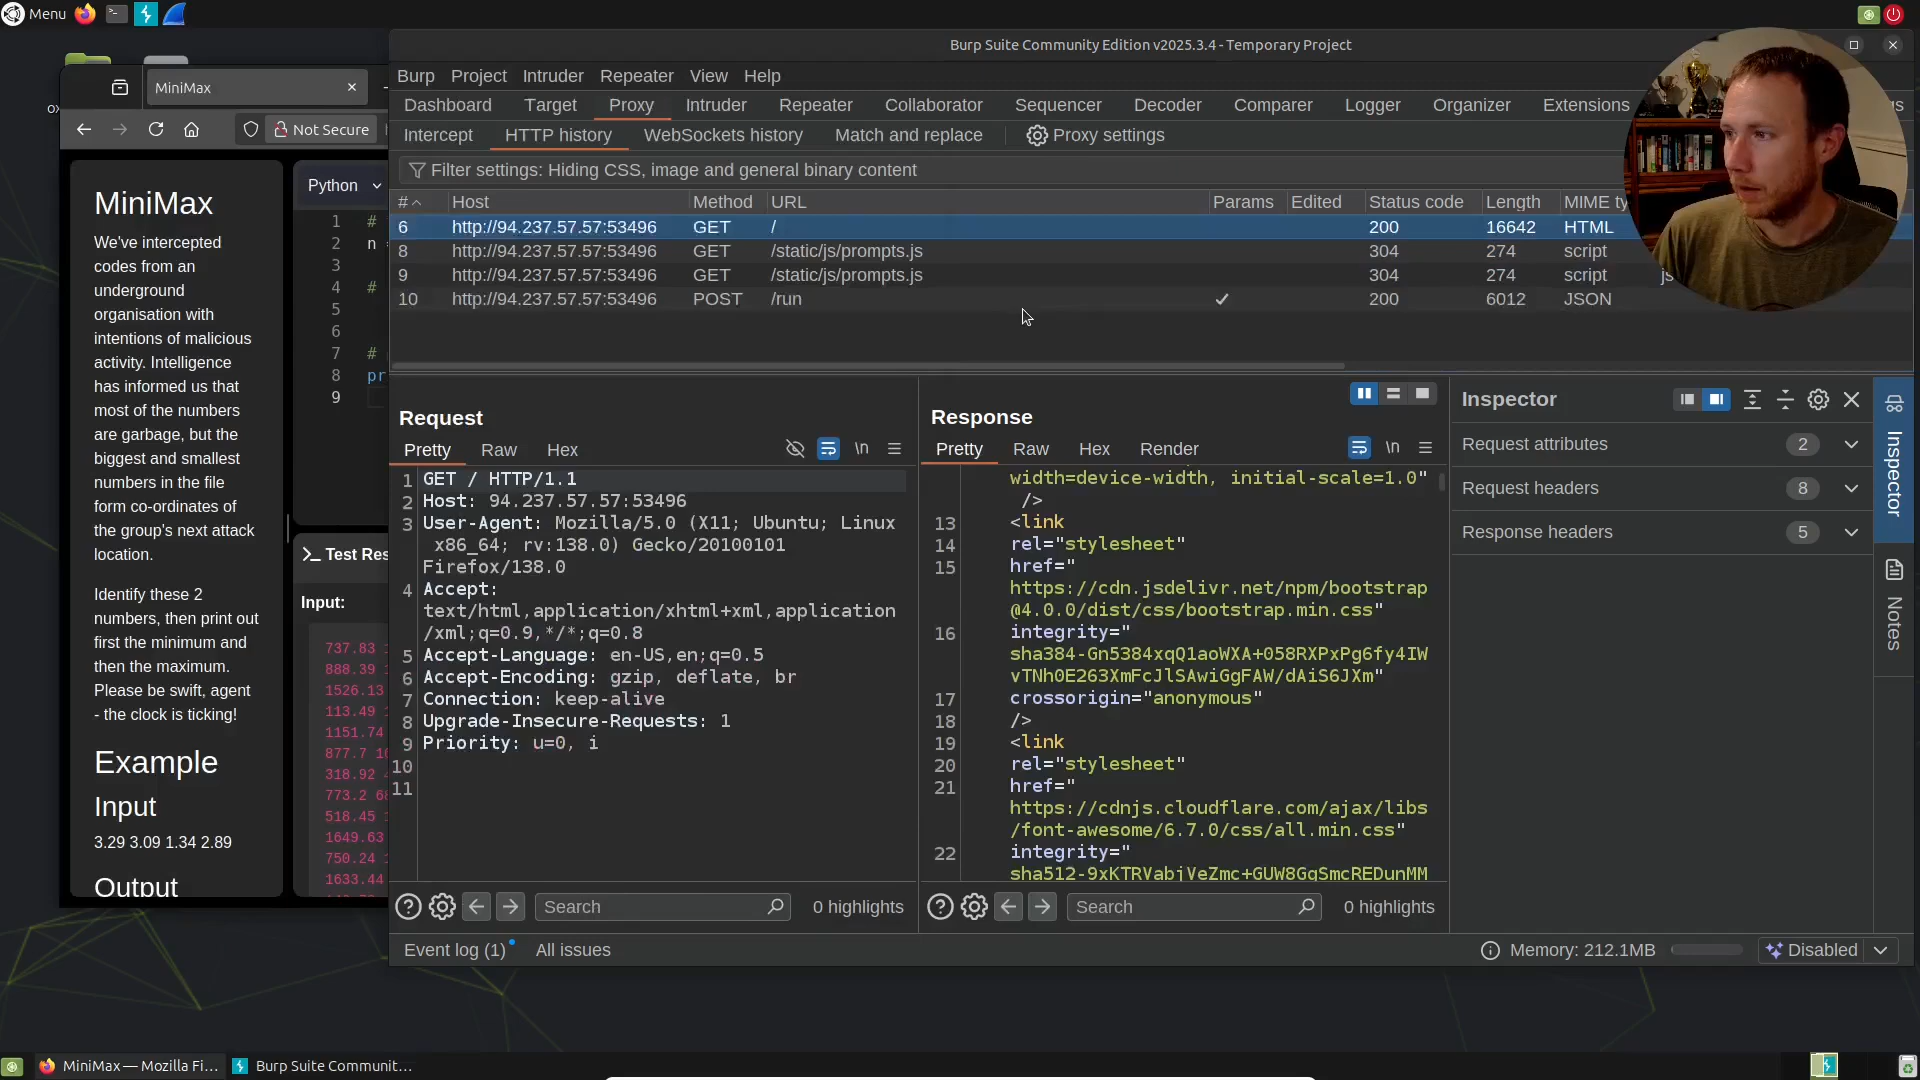 Menu
Burp Suite Community Edition v2025.3.4 - Temporary Project
Burp Project Intruder Repeater View Help
Dashboard Target Proxy Intruder Repeater Collaborator Sequencer Decoder Comparer Logger Organizer Extensions
Intercept HTTP history WebSockets history Match and replace Proxy settings
Filter settings: Hiding CSS, image and general binary content
# Host Method URL Params Edited Status code Length MIME ty
6 http://94.237.57.57:53496 GET / 200 16642 HTML
8 http://94.237.57.57:53496 GET /static/js/prompts.js 304 274 script
9 http://94.237.57.57:53496 GET /static/js/prompts.js 304 274 script js
10 http://94.237.57.57:53496 POST /run ✓ 200 6012 JSON
MiniMax
Not Secure
MiniMax
We've intercepted
codes from an
underground
organisation with
intentions of malicious
activity. Intelligence
has informed us that
most of the numbers
are garbage, but the
biggest and smallest
numbers in the file
form co-ordinates of
the group's next attack
location.
Identify these 2
numbers, then print out
first the minimum and
then the maximum.
Please be swift, agent
- the clock is ticking!
Example
Input
3.29 3.09 1.34 2.89
Output
Python
1 #
2 n
3
4 #
5
6
7 #
8 pr
9
>_ Test Res
Input:
737.83
888.39
1526.13
113.49
1151.74
877.7
318.92
773.2
518.45
1649.63
750.24
1633.44
Request
Pretty Raw Hex
\n
1 GET / HTTP/1.1
2 Host: 94.237.57.57:53496
3 User-Agent: Mozilla/5.0 (X11; Ubuntu; Linux
x86_64; rv:138.0) Gecko/20100101
Firefox/138.0
4 Accept:
text/html,application/xhtml+xml,application
/xml;q=0.9,*/*;q=0.8
5 Accept-Language: en-US,en;q=0.5
6 Accept-Encoding: gzip, deflate, br
7 Connection: keep-alive
8 Upgrade-Insecure-Requests: 1
9 Priority: u=0, i
10
11
Search 0 highlights
Response
Pretty Raw Hex Render
\n
width=device-width, initial-scale=1.0"
/>
13 <link
14 rel="stylesheet"
15 href="
https://cdn.jsdelivr.net/npm/bootstrap
@4.0.0/dist/css/bootstrap.min.css"
16 integrity="
sha384-Gn5384xqQ1aoWXA+058RXPxPg6fy4IW
vTNh0E263XmFcJlSAwiGgFAW/dAiS6JXm"
17 crossorigin="anonymous"
18 />
19 <link
20 rel="stylesheet"
21 href="
https://cdnjs.cloudflare.com/ajax/libs
/font-awesome/6.7.0/css/all.min.css"
22 integrity="
sha512-9xKTRVabjVeZmc+GUW8GgSmcREDunMM
Search 0 highlights
Inspector
Request attributes 2
Request headers 8
Response headers 5
Inspector
Notes
Event log (1) All issues
Memory: 212.1MB Disabled
MiniMax — Mozilla Fi... Burp Suite Communit...